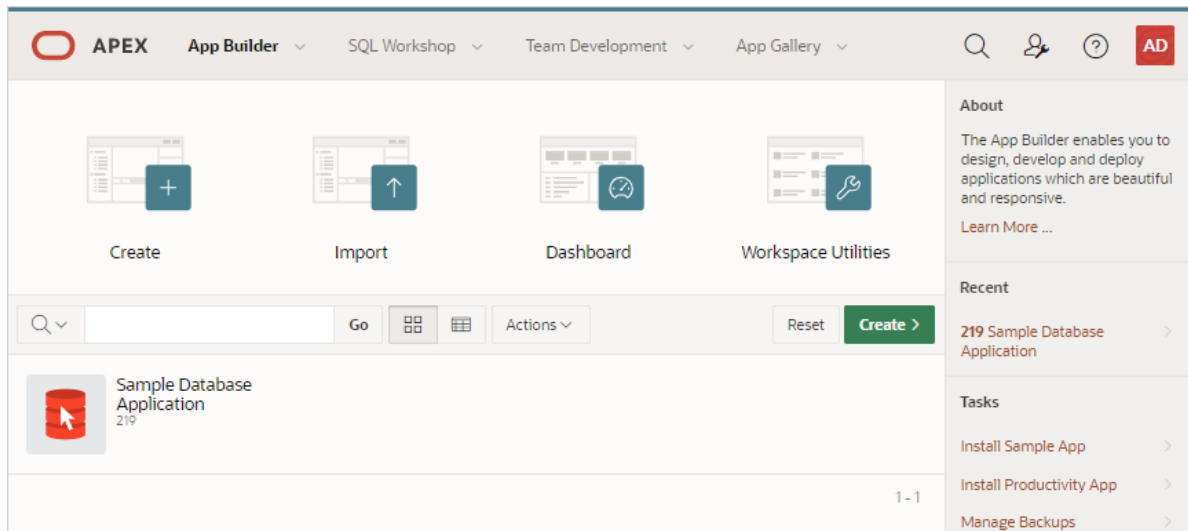 APEX App Builder SQL Workshop Team Development App Gallery AD
Create Import Dashboard Workspace Utilities
Go Actions Reset Create >
Sample Database
Application
219
1 - 1
About
The App Builder enables you to
design, develop and deploy
applications which are beautiful
and responsive.
Learn More ...
Recent
219 Sample Database
Application
Tasks
Install Sample App
Install Productivity App
Manage Backups